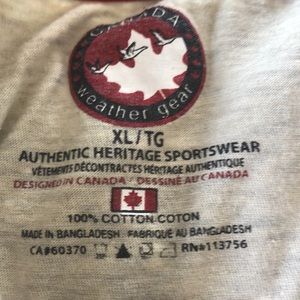 CANADA
weather gear
XL/TG
AUTHENTIC HERITAGE SPORTSWEAR
VÊTEMENTS DÉCONTRACTÉS HÉRITAGE AUTHENTIQUE
DESIGNED IN CANADA / DESSINÉ AU CANADA
100% COTTON-COTON
MADE IN BANGLADESH - FABRIQUÉ AU BANGLADESH
CA#60370 RN#113756